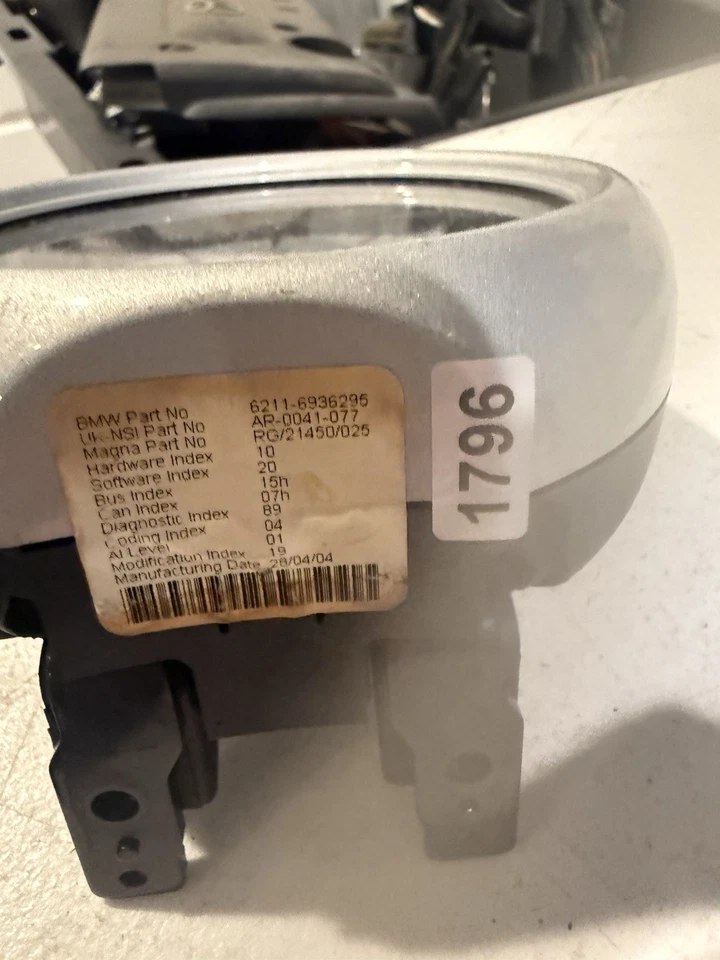 BMW Part No 6211-6936295
UK-NSI Part No AR-0041-077
Magna Part No RG/21450/025
Hardware Index 10
Software Index 20
Bus Index 15h
Can Index 07h
Diagnostic Index 89
Coding Index 04
AI Level 01
Modification Index 19
Manufacturing Date 28/04/04
1796